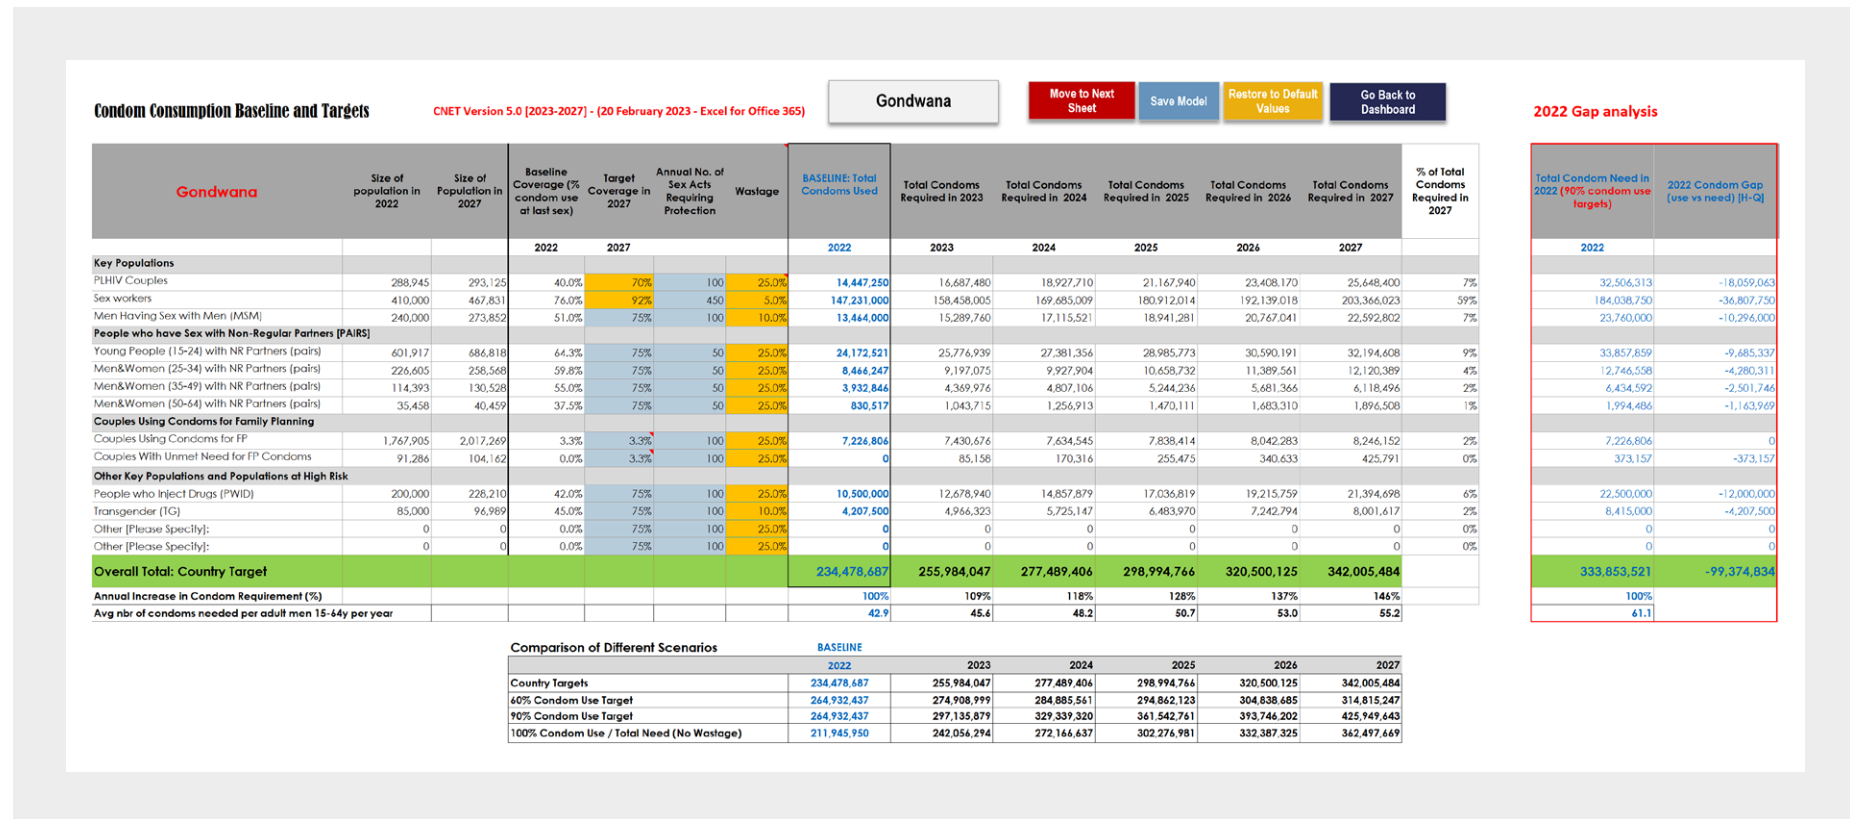 Condom Consumption Baseline and Targets CNET Version 5.0 [2023-2027] - (20 February 2023 - Excel for Office 365) Gondwana Move to Next Sheet Save Model Restore to Default Values Go Back to Dashboard 2022 Gap analysis
Gondwana Size of population in 2022 Size of Population in 2027 Baseline Coverage (% condom use at last sex) Target Coverage in 2027 Annual No. of Sex Acts Requiring Protection Wastage BASELINE: Total Condoms Used Total Condoms Required in 2023 Total Condoms Required in 2024 Total Condoms Required in 2025 Total Condoms Required in 2026 Total Condoms Required in 2027 % of Total Condoms Required in 2027 Total Condom Need in 2022 (90% condom use targets) 2022 Condom Gap (use vs need) [H-Q]
2022 2027 2022 2023 2024 2025 2026 2027 2022
Key Populations
PLHIV Couples 288,945 293,125 40.0% 70% 100 25.0% 14,447,250 16,687,480 18,927,710 21,167,940 23,408,170 25,648,400 7% 32,506,313 -18,059,063
Sex workers 410,000 467,831 76.0% 92% 450 5.0% 147,231,000 158,458,005 169,685,009 180,912,014 192,139,018 203,366,023 59% 184,038,750 -36,807,750
Men Having Sex with Men (MSM) 240,000 273,852 51.0% 75% 100 10.0% 13,464,000 15,289,760 17,115,521 18,941,281 20,767,041 22,592,802 7% 23,760,000 -10,296,000
People who have Sex with Non-Regular Partners [PAIRS]
Young People (15-24) with NR Partners (pairs) 601,917 686,818 64.3% 75% 50 25.0% 24,172,521 25,776,939 27,381,356 28,985,773 30,590,191 32,194,608 9% 33,857,859 -9,685,337
Men&Women (25-34) with NR Partners (pairs) 226,605 258,568 59.8% 75% 50 25.0% 8,466,247 9,197,075 9,927,904 10,658,732 11,389,561 12,120,389 4% 12,746,558 -4,280,311
Men&Women (35-49) with NR Partners (pairs) 114,393 130,528 55.0% 75% 50 25.0% 3,932,846 4,369,976 4,807,106 5,244,236 5,681,366 6,118,496 2% 6,434,592 -2,501,746
Men&Women (50-64) with NR Partners (pairs) 35,458 40,459 37.5% 75% 50 25.0% 830,517 1,043,715 1,256,913 1,470,111 1,683,310 1,896,508 1% 1,994,486 -1,163,969
Couples Using Condoms for Family Planning
Couples Using Condoms for FP 1,767,905 2,017,269 3.3% 3.3% 100 25.0% 7,226,806 7,430,676 7,634,545 7,838,414 8,042,283 8,246,152 2% 7,226,806 0
Couples With Unmet Need for FP Condoms 91,286 104,162 0.0% 3.3% 100 25.0% 0 85,158 170,316 255,475 340,633 425,791 0% 373,157 -373,157
Other Key Populations and Populations at High Risk
People who Inject Drugs (PWID) 200,000 228,210 42.0% 75% 100 25.0% 10,500,000 12,678,940 14,857,879 17,036,819 19,215,759 21,394,698 6% 22,500,000 -12,000,000
Transgender (TG) 85,000 96,989 45.0% 75% 100 10.0% 4,207,500 4,966,323 5,725,147 6,483,970 7,242,794 8,001,617 2% 8,415,000 -4,207,500
Other [Please Specify]: 0 0 0.0% 75% 100 25.0% 0 0 0 0 0 0 0% 0 0
Other [Please Specify]: 0 0 0.0% 75% 100 25.0% 0 0 0 0 0 0 0% 0 0
Overall Total: Country Target 234,478,687 255,984,047 277,489,406 298,994,766 320,500,125 342,005,484 333,853,521 -99,374,834
Annual Increase in Condom Requirement (%) 100% 109% 118% 128% 137% 146% 100%
Avg nbr of condoms needed per adult men 15-64y per year 42.9 45.6 48.2 50.7 53.0 55.2 61.1
Comparison of Different Scenarios BASELINE
2022 2023 2024 2025 2026 2027
Country Targets 234,478,687 255,984,047 277,489,406 298,994,766 320,500,125 342,005,484
60% Condom Use Target 264,932,437 274,908,999 284,885,561 294,862,123 304,838,685 314,815,247
90% Condom Use Target 264,932,437 297,135,879 329,339,320 361,542,761 393,746,202 425,949,643
100% Condom Use / Total Need (No Wastage) 211,945,950 242,056,294 272,166,637 302,276,981 332,387,325 362,497,669